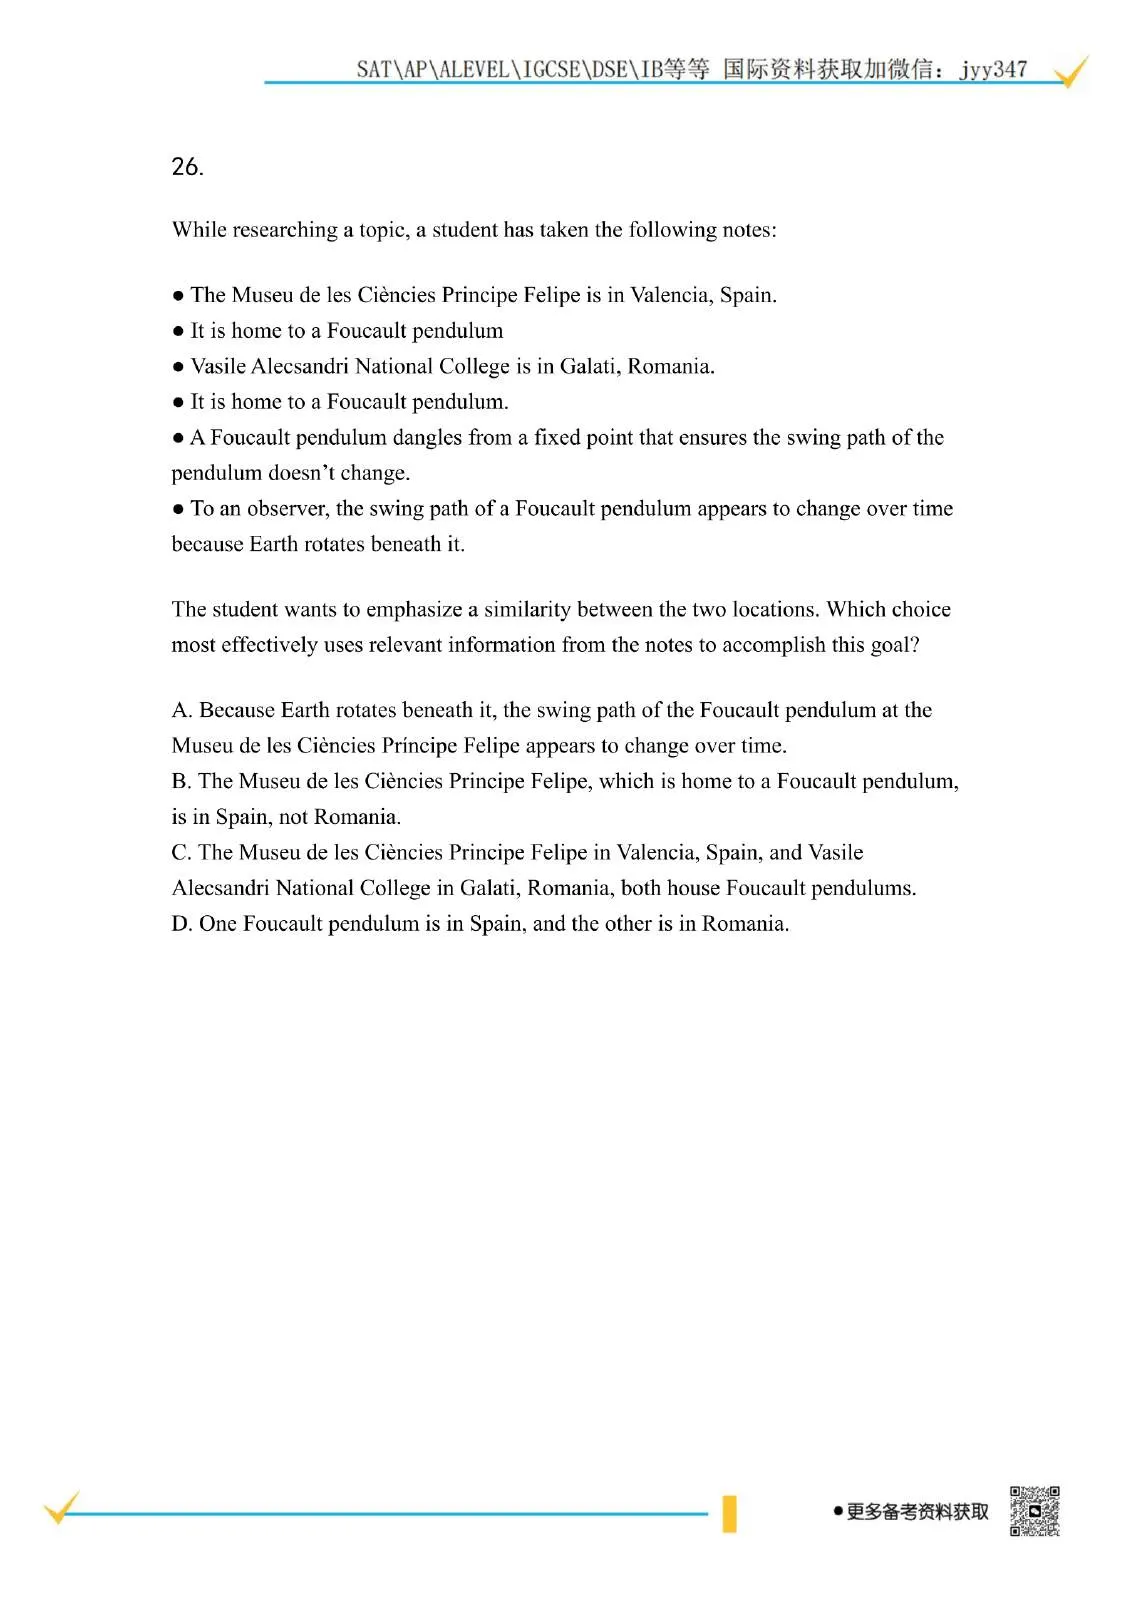 SAT\AP\ALEVEL\IGCSE\DSE\IB等等 国际资料获取加微信：jyy347
26.
While researching a topic, a student has taken the following notes:
● The Museu de les Ciències Principe Felipe is in Valencia, Spain.
● It is home to a Foucault pendulum
● Vasile Alecsandri National College is in Galati, Romania.
● It is home to a Foucault pendulum.
● A Foucault pendulum dangles from a fixed point that ensures the swing path of the
pendulum doesn’t change.
● To an observer, the swing path of a Foucault pendulum appears to change over time
because Earth rotates beneath it.
The student wants to emphasize a similarity between the two locations. Which choice
most effectively uses relevant information from the notes to accomplish this goal?
A. Because Earth rotates beneath it, the swing path of the Foucault pendulum at the
Museu de les Ciències Príncipe Felipe appears to change over time.
B. The Museu de les Ciències Principe Felipe, which is home to a Foucault pendulum,
is in Spain, not Romania.
C. The Museu de les Ciències Principe Felipe in Valencia, Spain, and Vasile
Alecsandri National College in Galati, Romania, both house Foucault pendulums.
D. One Foucault pendulum is in Spain, and the other is in Romania.
●更多备考资料获取